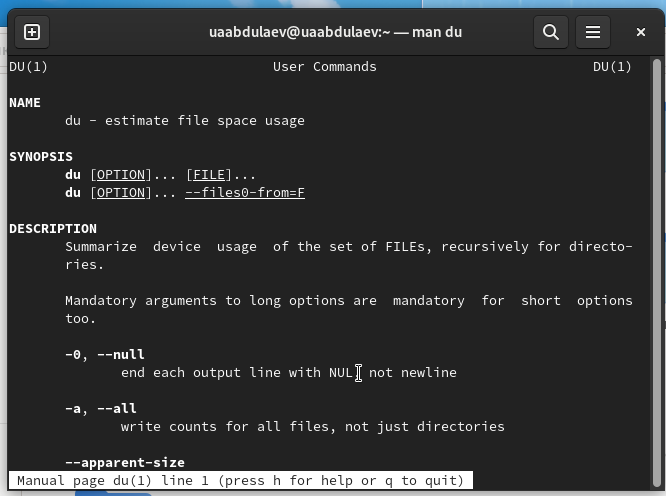 uaabdulaev@uaabdulaev:~ — man du
DU(1) User Commands DU(1)
NAME
du - estimate file space usage
SYNOPSIS
du [OPTION]... [FILE]...
du [OPTION]... --files0-from=F
DESCRIPTION
Summarize device usage of the set of FILEs, recursively for directo-
ries.
Mandatory arguments to long options are mandatory for short options
too.
-0, --null
end each output line with NUL, not newline
-a, --all
write counts for all files, not just directories
--apparent-size
Manual page du(1) line 1 (press h for help or q to quit)